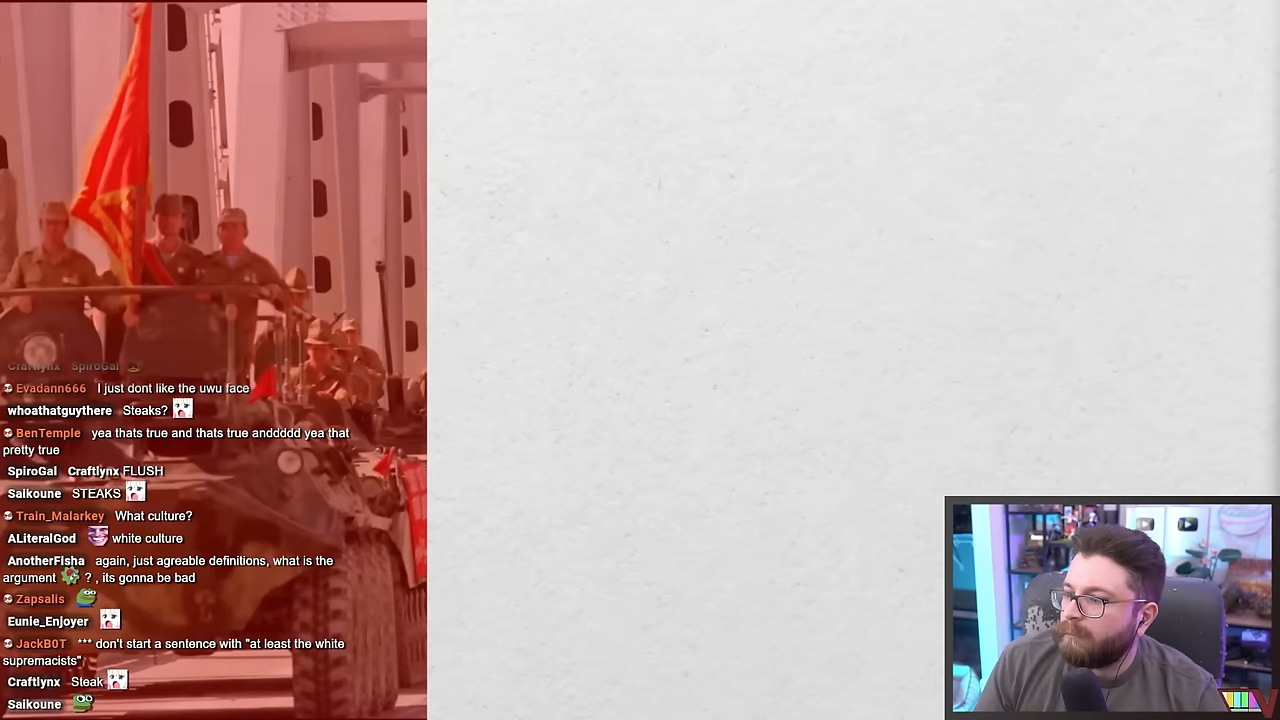 Craftlynx SpiroGal
Evadann666 I just dont like the uwu face
whoathatguythere Steaks?
BenTemple yea thats true and thats true anddddd yea that
pretty true
SpiroGal Craftlynx FLUSH
Saikoune STEAKS
Train_Malarkey What culture?
ALiteralGod white culture
AnotherFIsha again, just agreable definitions, what is the
argument ? , its gonna be bad
Zapsalis
Eunie_Enjoyer
JackB0T *** don't start a sentence with "at least the white
supremacists"
Craftlynx Steak
Saikoune